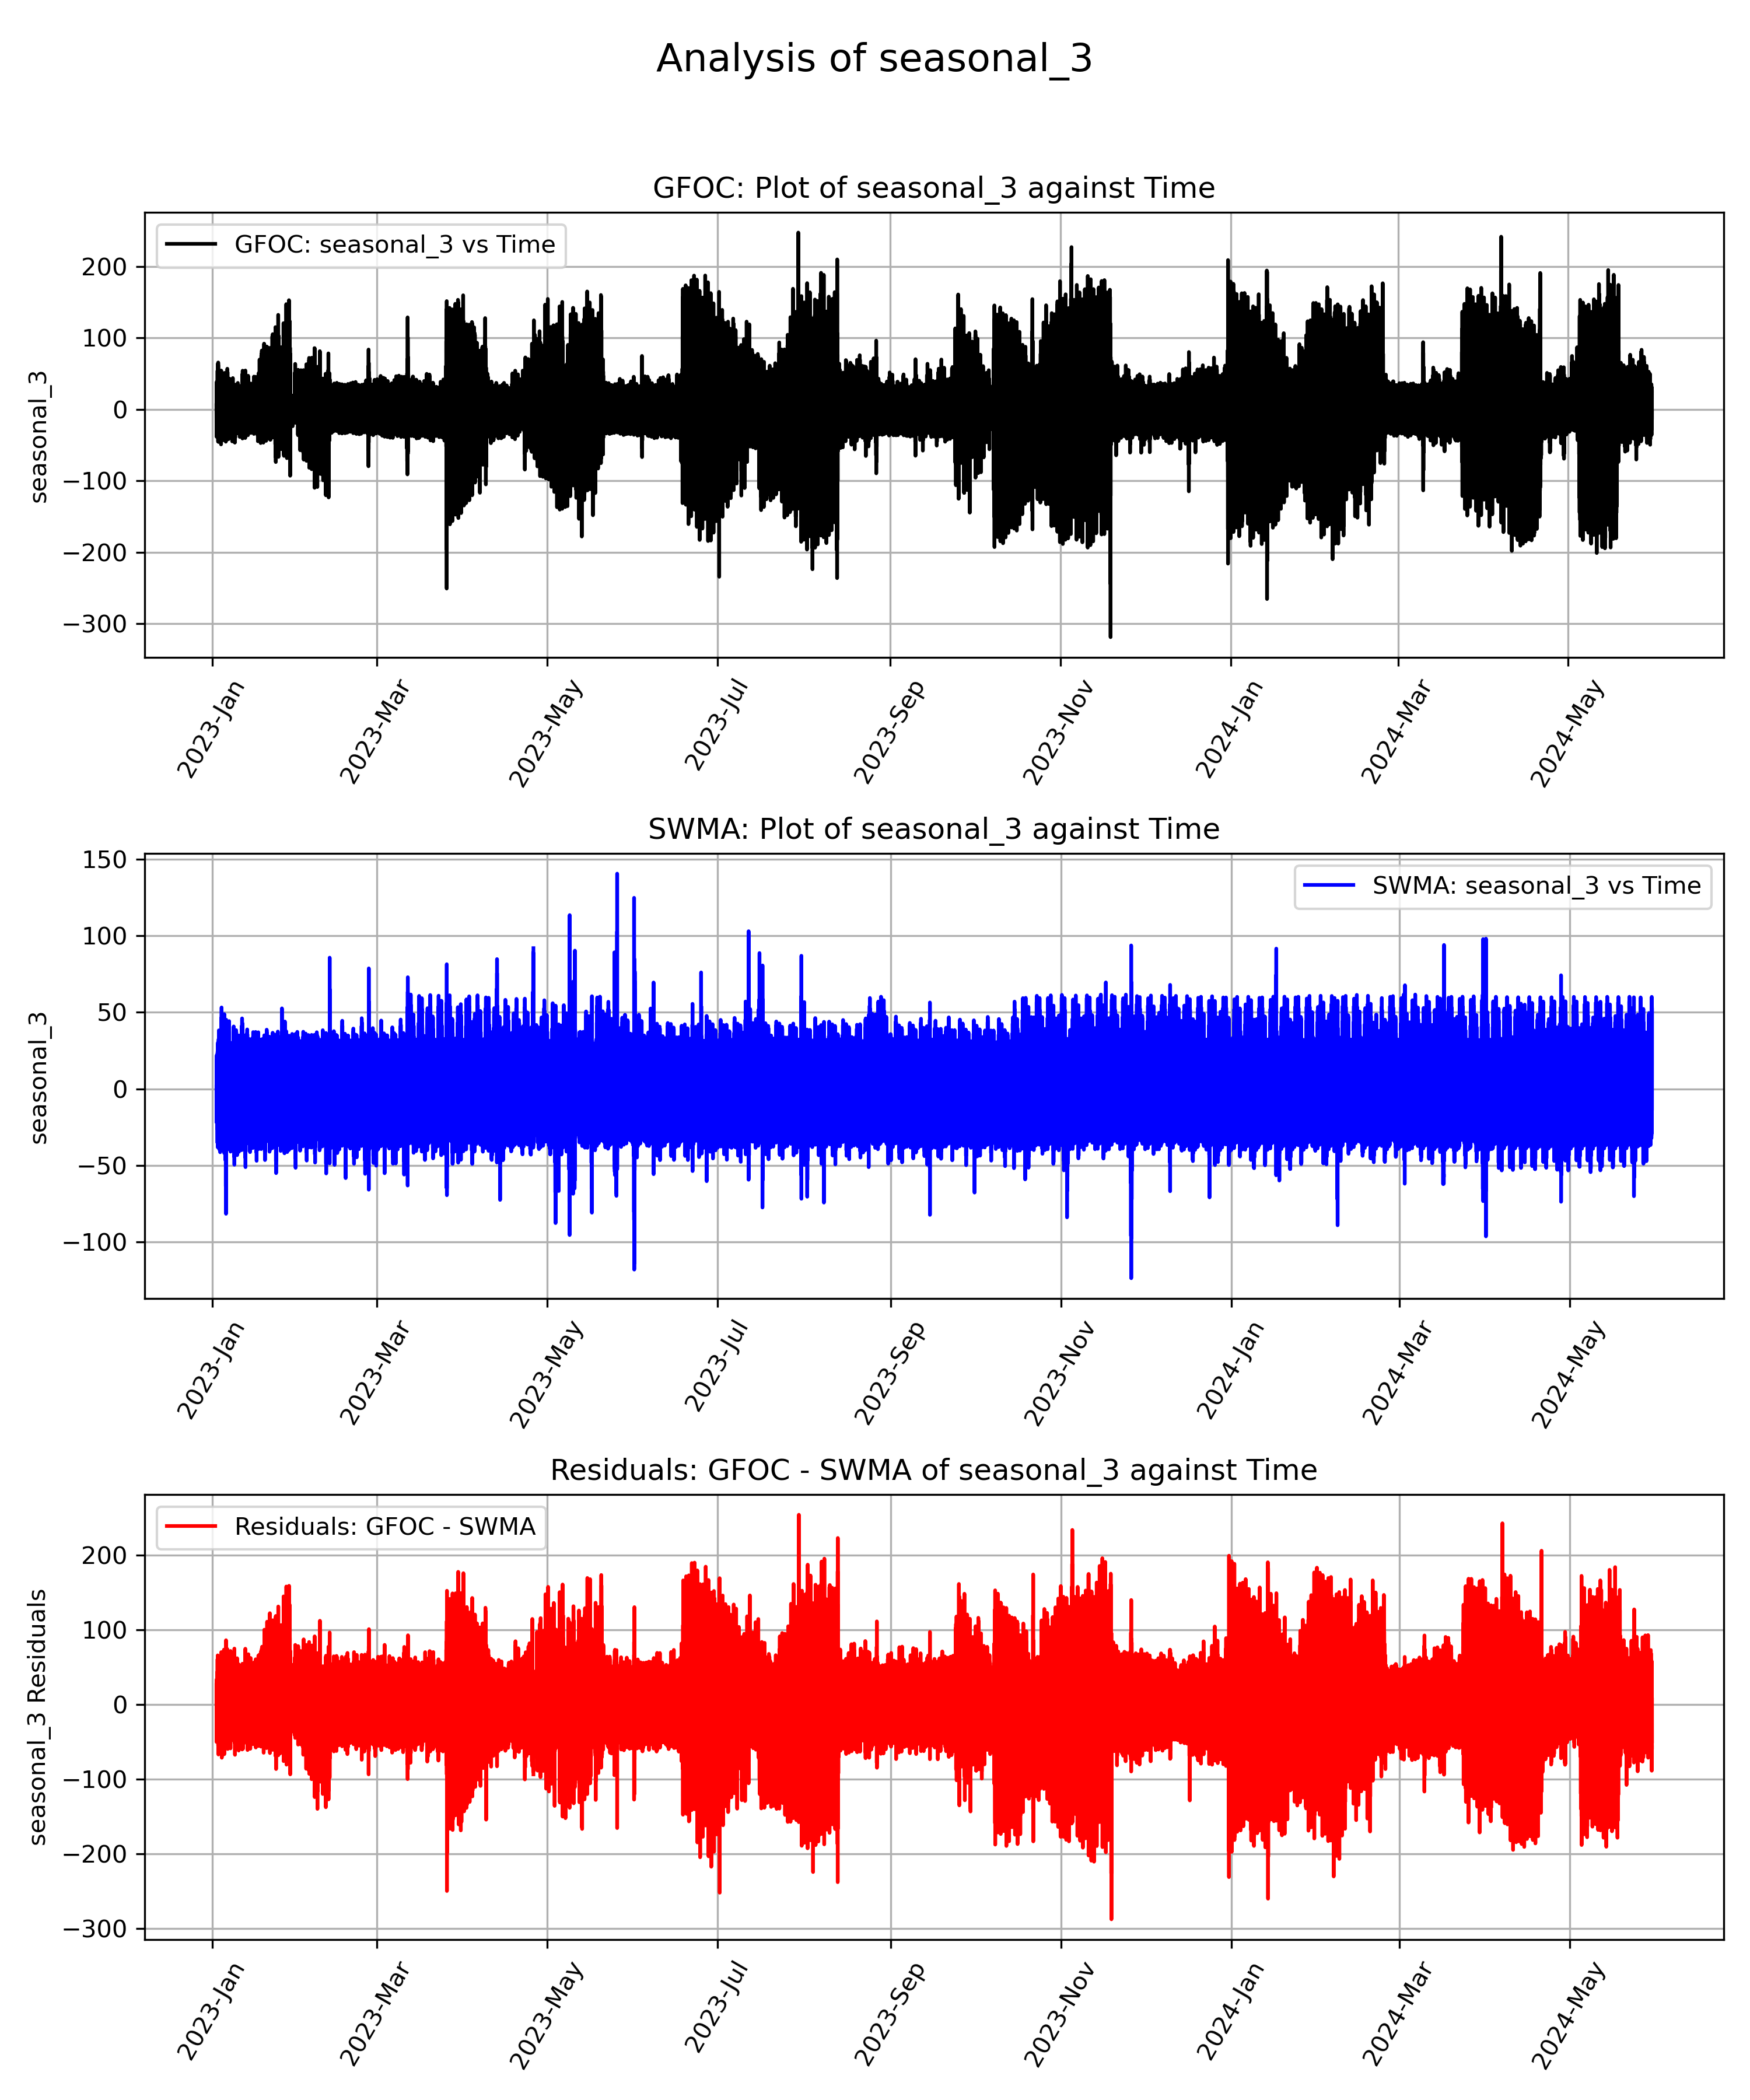 Analysis of seasonal_3
GFOC: Plot of seasonal_3 against Time
GFOC: seasonal_3 vs Time
seasonal_3
200
100
0
−100
−200
−300
2023-Jan
2023-Mar
2023-May
2023-Jul
2023-Sep
2023-Nov
2024-Jan
2024-Mar
2024-May
SWMA: Plot of seasonal_3 against Time
SWMA: seasonal_3 vs Time
seasonal_3
150
100
50
0
−50
−100
2023-Jan
2023-Mar
2023-May
2023-Jul
2023-Sep
2023-Nov
2024-Jan
2024-Mar
2024-May
Residuals: GFOC - SWMA of seasonal_3 against Time
Residuals: GFOC - SWMA
seasonal_3 Residuals
200
100
0
−100
−200
−300
2023-Jan
2023-Mar
2023-May
2023-Jul
2023-Sep
2023-Nov
2024-Jan
2024-Mar
2024-May